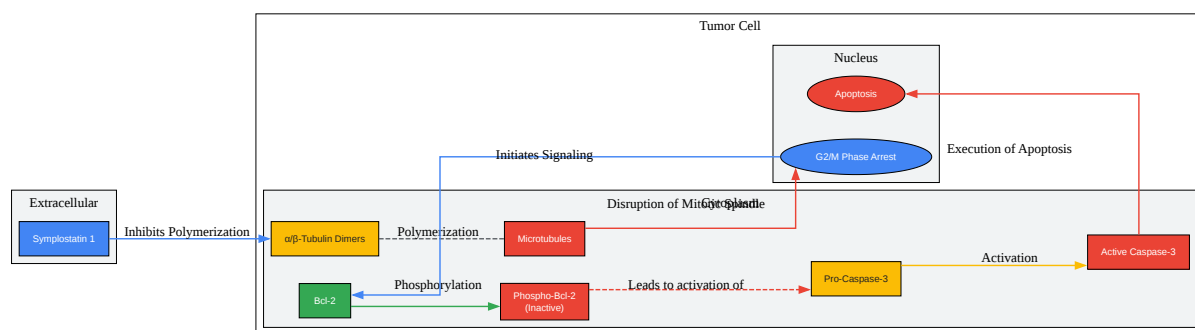 Tumor Cell
Nucleus
Apoptosis
Initiates Signaling
G2/M Phase Arrest
Execution of Apoptosis
Extracellular
Disruption of Mitotic Spindle
Cytoplasm
Symplostatin 1
Inhibits Polymerization
α/β-Tubulin Dimers
Polymerization
Microtubules
Active Caspase-3
Activation
Pro-Caspase-3
Phosphorylation
Leads to activation of
Bcl-2
Phospho-Bcl-2
(Inactive)